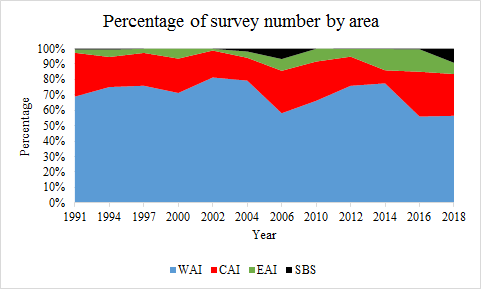 Percentage of survey number by area
100%
90%
80%
70%
60%
50%
40%
30%
20%
10%
0%
Percentage
1991 1994 1997 2000 2002 2004 2006 2010 2012 2014 2016 2018
Year
WAI CAI EAI SBS